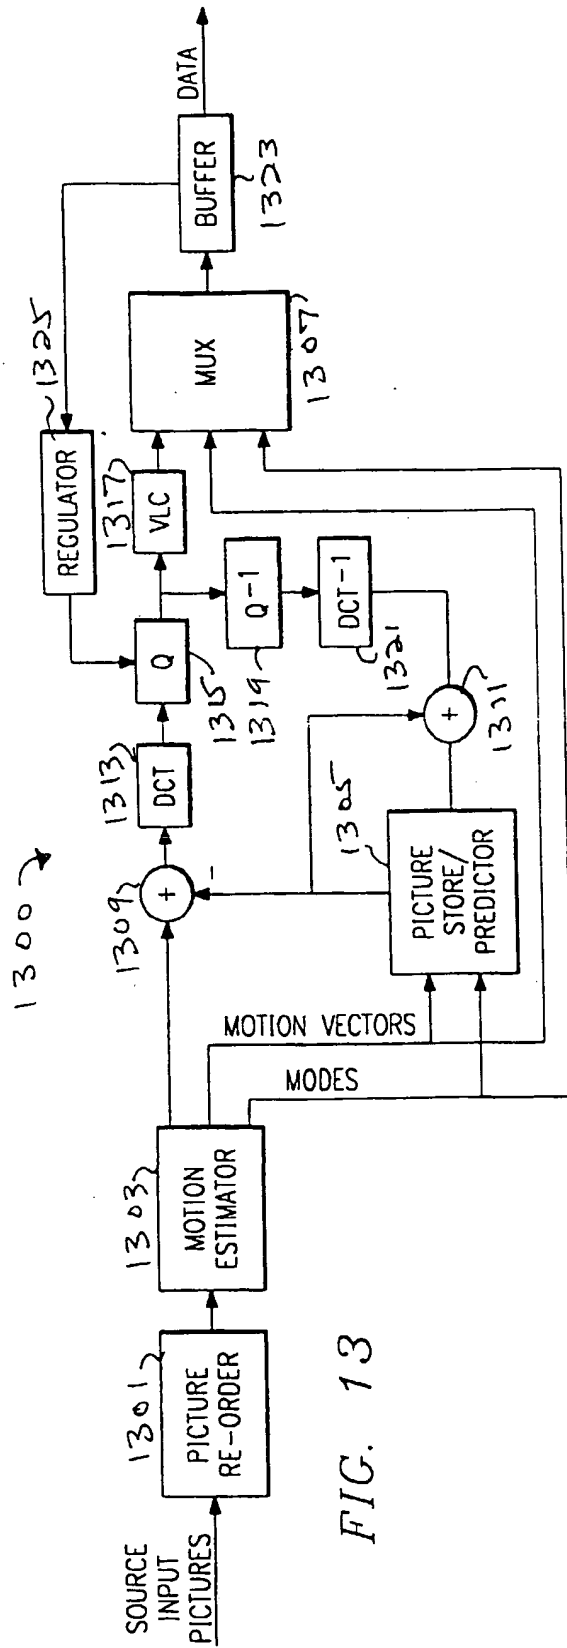 1300
SOURCE
INPUT
PICTURES
1301
PICTURE
RE-ORDER
1303
MOTION
ESTIMATOR
MOTION VECTORS
MODES
1309
+
-
1313
DCT
1315
Q
REGULATOR
1325
1317
VLC
1319
Q-1
1321
DCT-1
1311
+
1305
PICTURE
STORE/
PREDICTOR
MUX
1307
BUFFER
1323
DATA
FIG. 13